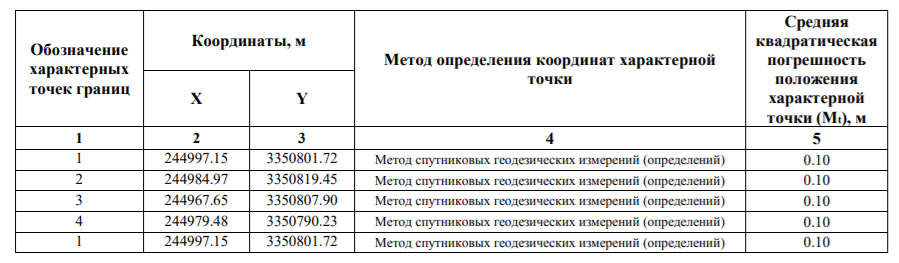 Обозначение характерных точек границ
Координаты, м
Метод определения координат характерной точки
Средняя квадратическая погрешность положения характерной точки (Mt), м
X
Y
1 2 3 4 5
1 244997.15 3350801.72 Метод спутниковых геодезических измерений (определений) 0.10
2 244984.97 3350819.45 Метод спутниковых геодезических измерений (определений) 0.10
3 244967.65 3350807.90 Метод спутниковых геодезических измерений (определений) 0.10
4 244979.48 3350790.23 Метод спутниковых геодезических измерений (определений) 0.10
1 244997.15 3350801.72 Метод спутниковых геодезических измерений (определений) 0.10